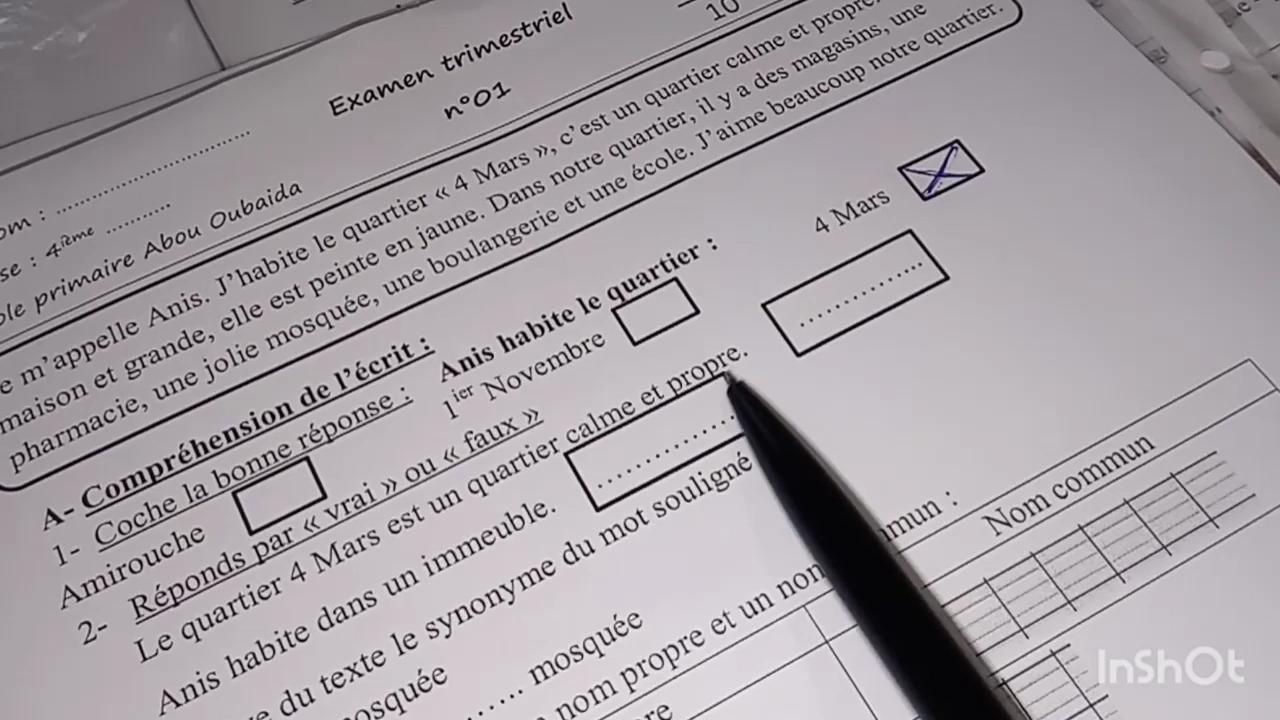 Examen trimestriel
n°01
10
om : ..............................
se : 4ième ............
ole primaire Abou Oubaida
e m'appelle Anis. J'habite le quartier « 4 Mars », c'est un quartier calme et propre.
maison et grande, elle est peinte en jaune. Dans notre quartier, il y a des magasins, une
pharmacie, une jolie mosquée, une boulangerie et une école. J'aime beaucoup notre quartier.
A- Compréhension de l'écrit :
1- Coche la bonne réponse : Anis habite le quartier :
Amirouche 1ier Novembre 4 Mars
2- Réponds par « vrai » ou « faux »
Le quartier 4 Mars est un quartier calme et propre. ..............
Anis habite dans un immeuble. ..............
du texte le synonyme du mot souligné
osquée ...... mosquée
nom propre et un nom mmun :
re Nom commun
InShOt